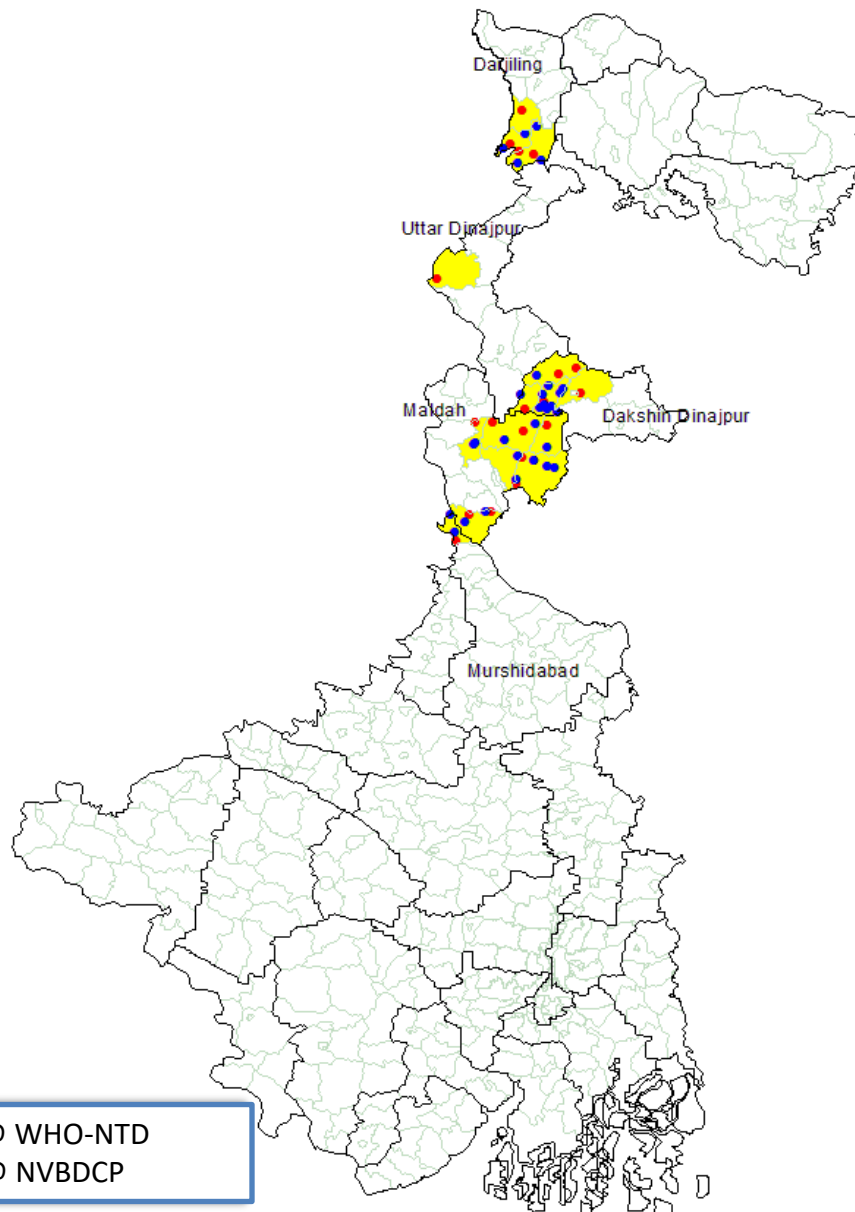 Darjiling
Uttar Dinajpur
Maldah
Dakshin Dinajpur
Murshidabad
WHO-NTD
NVBDCP